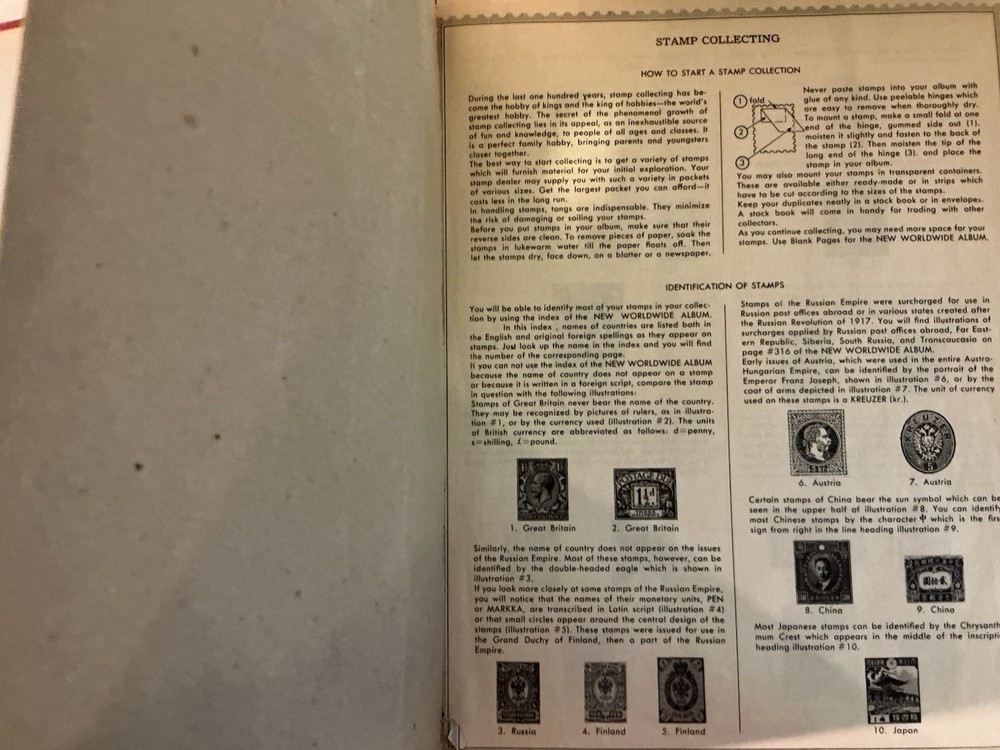 STAMP COLLECTING
HOW TO START A STAMP COLLECTION
During the last one hundred years, stamp collecting has be-
come the hobby of kings and the king of hobbies—the world's
greatest hobby. The secret of the phenomenal growth of
stamp collecting lies in its appeal, as an inexhaustible source
of fun and knowledge, to people of all ages and classes. It
is a perfect family hobby, bringing parents and youngsters
closer together.
The best way to start collecting is to get a variety of stamps
which will furnish material for your initial exploration. Your
stamp dealer may supply you with such a variety in packets
of various sizes. Get the largest packet you can afford—it
costs less in the long run.
In handling stamps, tongs are indispensable. They minimize
the risk of damaging or soiling your stamps.
Before you put stamps in your album, make sure that their
reverse sides are clean. To remove pieces of paper, soak the
stamps in lukewarm water till the paper floats off. Then
let the stamps dry, face down, on a blotter or a newspaper.
1 fold
2
3
Never paste stamps into your album with
glue of any kind. Use peelable hinges which
are easy to remove when thoroughly dry.
To mount a stamp, make a small fold at one
end of the hinge, gummed side out (1).
moisten it slightly and fasten to the back of
the stamp (2). Then moisten the tip of the
long end of the hinge (3). and place the
stamp in your album.
You may also mount your stamps in transparent containers.
These are available either ready-made or in strips which
have to be cut according to the sizes of the stamps.
Keep your duplicates neatly in a stock book or in envelopes.
A stock book will come in handy for trading with other
collectors.
As you continue collecting, you may need more space for your
stamps. Use Blank Pages for the NEW WORLDWIDE ALBUM.
IDENTIFICATION OF STAMPS
You will be able to identify most of your stamps in your collec-
tion by using the index of the NEW WORLDWIDE ALBUM.
In this index , names of countries are listed both in
the English and original foreign spellings as they appear on
stamps. Just look up the name in the index and you will find
the number of the corresponding page.
If you can not use the index of the NEW WORLDWIDE ALBUM
because the name of country does not appear on a stamp
or because it is written in a foreign script, compare the stamp
in question with the following illustrations:
Stamps of Great Britain never bear the name of the country.
They may be recognized by pictures of rulers, as in illustra-
tion #1, or by the currency used (illustration #2). The units
of British currency are abbreviated as follows: d=penny,
s=shilling, £=pound.
POSTAGE DUE
1½d
1. Great Britain
2. Great Britain
Similarly, the name of country does not appear on the issues
of the Russian Empire. Most of these stamps, however, can be
identified by the double-headed eagle which is shown in
illustration #3.
If you look more closely at some stamps of the Russian Empire,
you will notice that the names of their monetary units, PEN
or MARKKA, are transcribed in Latin script (illustration #4)
or that small circles appear around the central design of the
stamps (illustration #5). These stamps were issued for use in
the Grand Duchy of Finland, then a part of the Russian
Empire.
3. Russia
4. Finland
5. Finland
Stamps of the Russian Empire were surcharged for use in
Russian post offices abroad or in various states created after
the Russian Revolution of 1917. You will find illustrations of
surcharges applied by Russian post offices abroad, Far East-
ern Republic, Siberia, South Russia, and Transcaucasia on
page #316 of the NEW WORLDWIDE ALBUM.
Early issues of Austria, which were used in the entire Austro-
Hungarian Empire, can be identified by the portrait of the
Emperor Franz Joseph, shown in illustration #6, or by the
coat of arms depicted in illustration #7. The unit of currency
used on these stamps is a KREUZER (kr.).
KREUZER
5
6. Austria
7. Austria
Certain stamps of China bear the sun symbol which can be
seen in the upper half of illustration #8. You can identify
most Chinese stamps by the character 中 which is the firs
sign from right in the line heading illustration #9.
貳拾圓
8. China
9. China
Most Japanese stamps can be identified by the Chrysanth
mum Crest which appears in the middle of the inscripti
heading illustration #10.
14
10. Japan